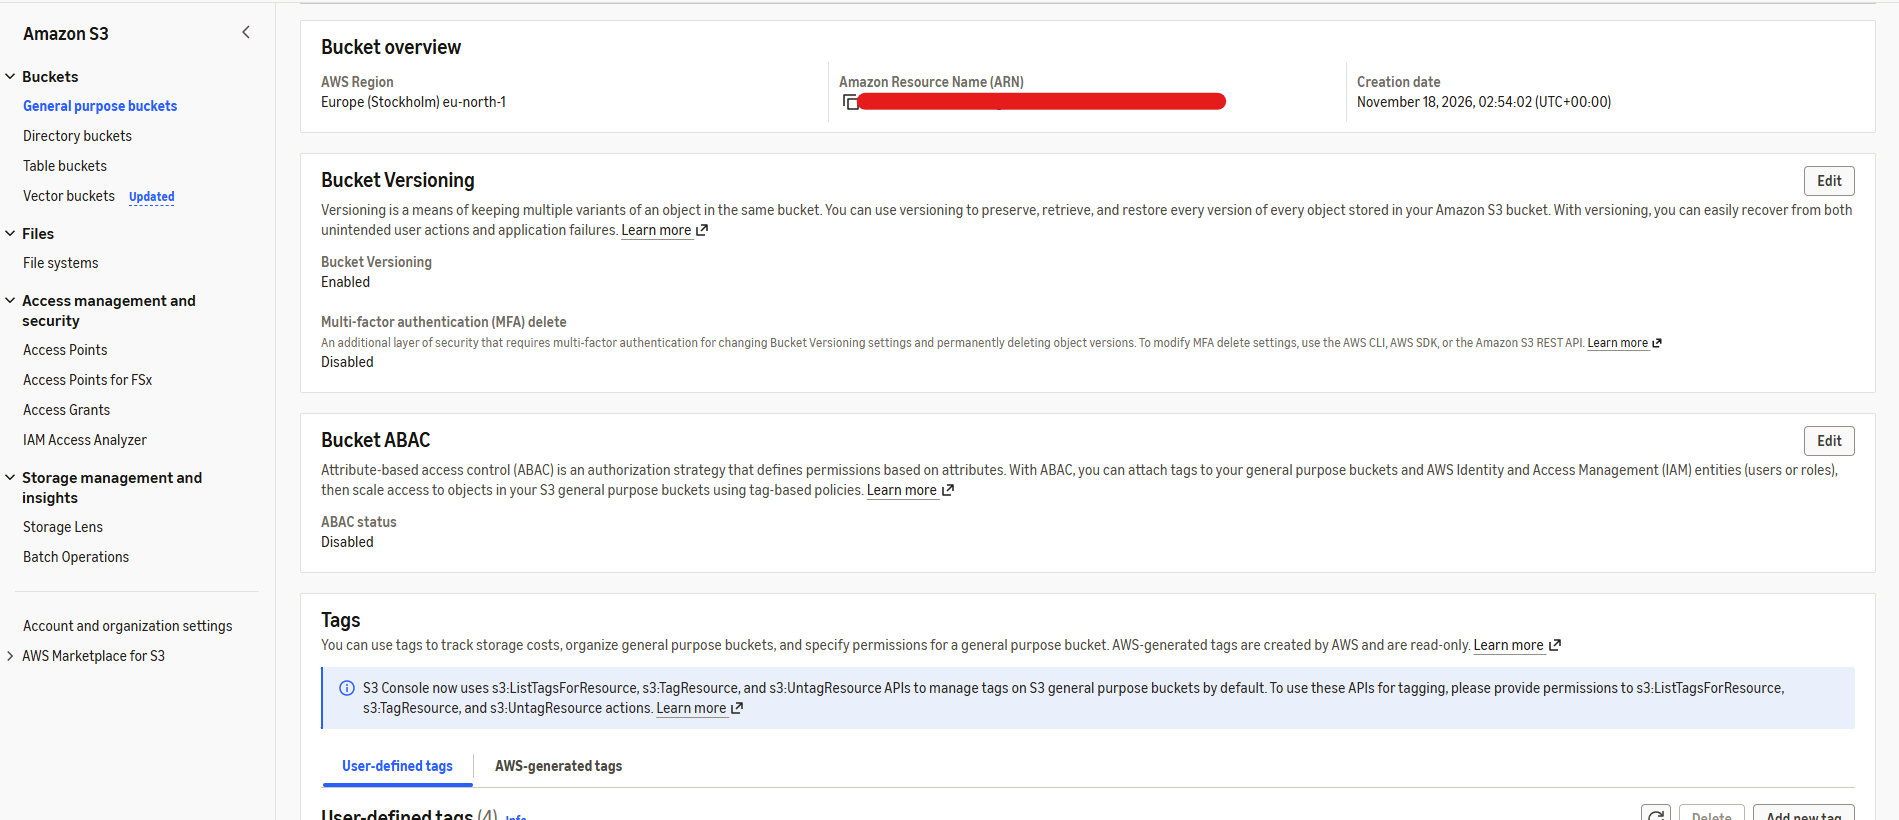 Amazon S3
Buckets
General purpose buckets
Directory buckets
Table buckets
Vector buckets Updated
Files
File systems
Access management and
security
Access Points
Access Points for FSx
Access Grants
IAM Access Analyzer
Storage management and
insights
Storage Lens
Batch Operations
Account and organization settings
AWS Marketplace for S3
Bucket overview
AWS Region
Europe (Stockholm) eu-north-1
Amazon Resource Name (ARN)
Creation date
November 18, 2026, 02:54:02 (UTC+00:00)
Bucket Versioning
Edit
Versioning is a means of keeping multiple variants of an object in the same bucket. You can use versioning to preserve, retrieve, and restore every version of every object stored in your Amazon S3 bucket. With versioning, you can easily recover from both
unintended user actions and application failures. Learn more
Bucket Versioning
Enabled
Multi-factor authentication (MFA) delete
An additional layer of security that requires multi-factor authentication for changing Bucket Versioning settings and permanently deleting object versions. To modify MFA delete settings, use the AWS CLI, AWS SDK, or the Amazon S3 REST API. Learn more
Disabled
Bucket ABAC
Edit
Attribute-based access control (ABAC) is an authorization strategy that defines permissions based on attributes. With ABAC, you can attach tags to your general purpose buckets and AWS Identity and Access Management (IAM) entities (users or roles),
then scale access to objects in your S3 general purpose buckets using tag-based policies. Learn more
ABAC status
Disabled
Tags
You can use tags to track storage costs, organize general purpose buckets, and specify permissions for a general purpose bucket. AWS-generated tags are created by AWS and are read-only. Learn more
S3 Console now uses s3:ListTagsForResource, s3:TagResource, and s3:UntagResource APIs to manage tags on S3 general purpose buckets by default. To use these APIs for tagging, please provide permissions to s3:ListTagsForResource,
s3:TagResource, and s3:UntagResource actions. Learn more
User-defined tags AWS-generated tags
User-defined tags (4) Info
Delete Add new tag